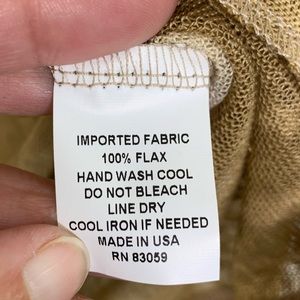 IMPORTED FABRIC
100% FLAX
HAND WASH COOL
DO NOT BLEACH
LINE DRY
COOL IRON IF NEEDED
MADE IN USA
RN 83059